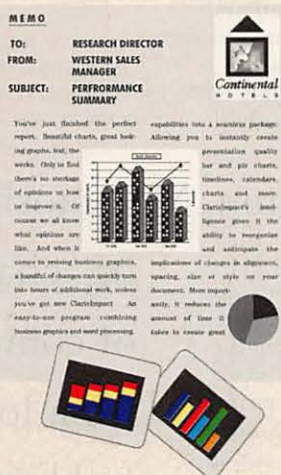 MEMO
TO: RESEARCH DIRECTOR
FROM: WESTERN SALES
MANAGER
SUBJECT: PERFRORMANCE
SUMMARY
Continental
HOTELS
You've just finished the perfect
report. Beautiful charts, great look-
ing graphs, text, the
works. Only to find
there's no shortage
of opinions on how
to improve it. Of
course we all know
what opinions are
like. And when it
comes to revising business graphics,
a handful of changes can quickly turn
into hours of additional work, unless
you've got new ClarisImpact. An
easy-to-use program combining
business graphics and word processing
capabilities into a seamless package.
Allowing you to instantly create
presentation quality
bar and pie charts,
timelines, calendars,
charts and more.
ClarisImpact's intel-
ligence gives it the
ability to reorganize
and anticipate the
implications of changes in alignment,
spacing, size or style on your
document. More import-
antly, it reduces the
amount of time it
takes to create great